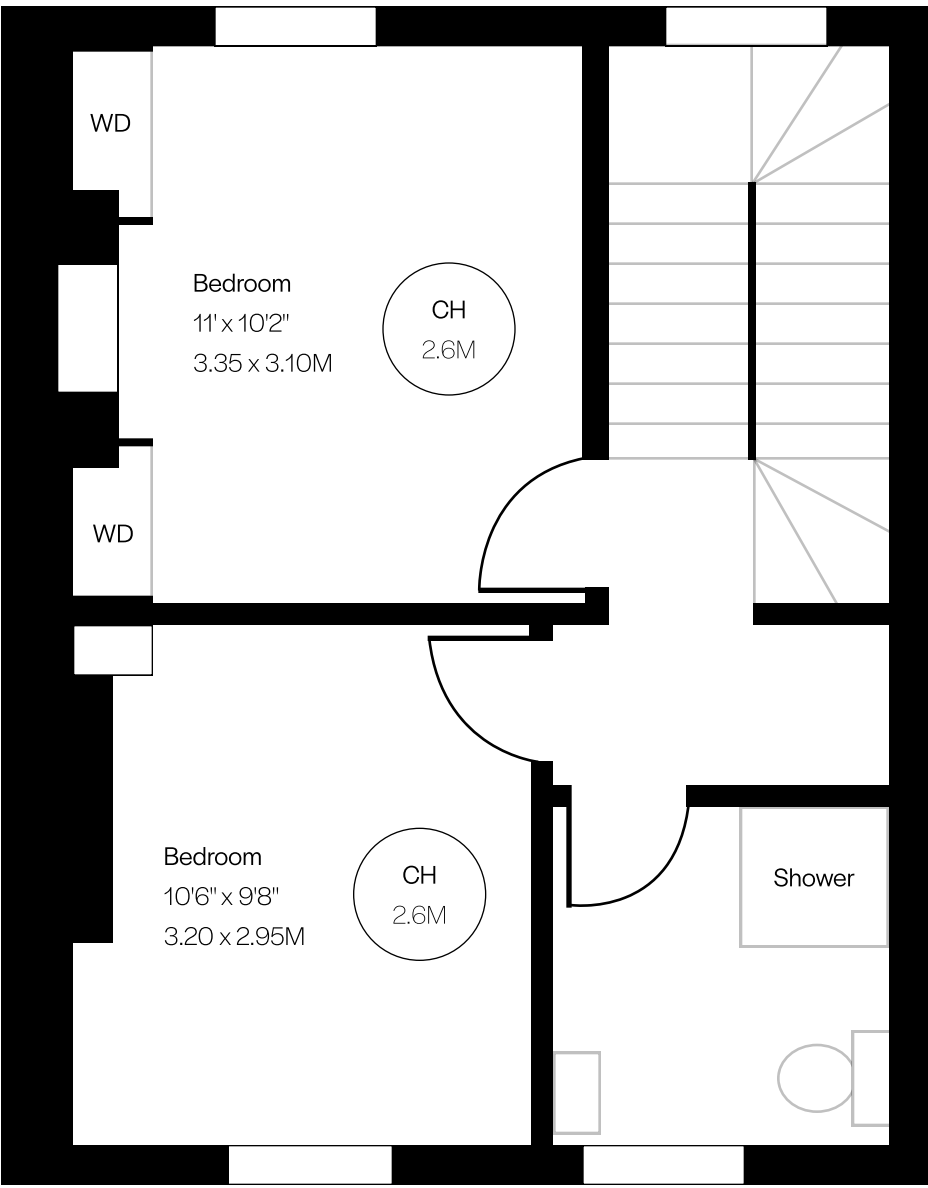 WD
Bedroom
11' x 10'2"
3.35 x 3.10M
CH
2.6M
WD
Bedroom
10'6" x 9'8"
3.20 x 2.95M
CH
2.6M
Shower